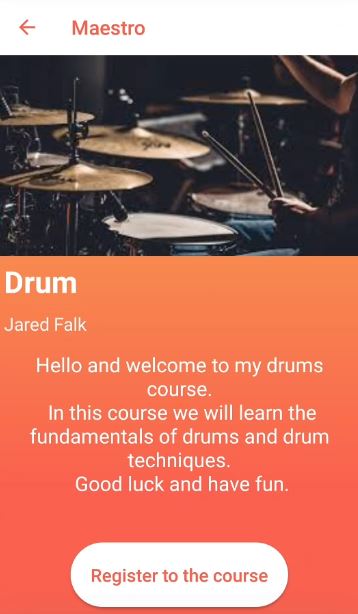 Maestro
Drum
Jared Falk
Hello and welcome to my drums
course.
In this course we will learn the
fundamentals of drums and drum
techniques.
Good luck and have fun.
Register to the course